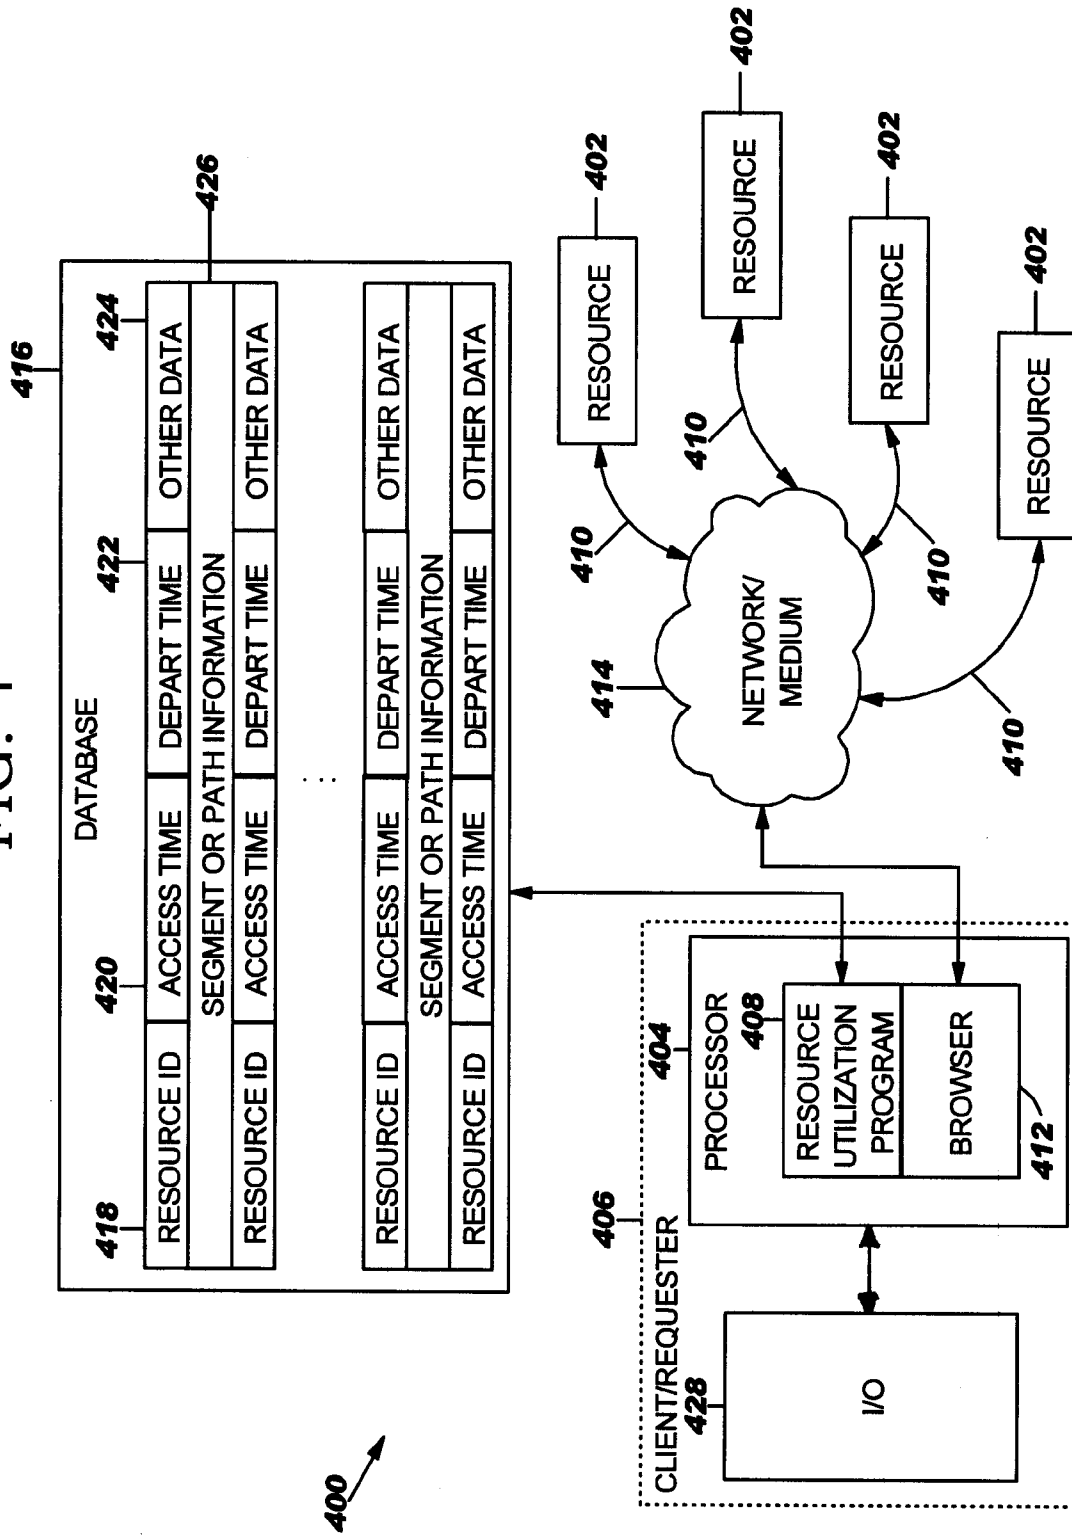 FIG. 4
416
DATABASE
418
420
422
424
RESOURCE ID ACCESS TIME DEPART TIME OTHER DATA
SEGMENT OR PATH INFORMATION
426
RESOURCE ID ACCESS TIME DEPART TIME OTHER DATA
. . .
RESOURCE ID ACCESS TIME DEPART TIME OTHER DATA
SEGMENT OR PATH INFORMATION
RESOURCE ID ACCESS TIME DEPART TIME OTHER DATA
400
406
CLIENT/REQUESTER
428
I/O
404
PROCESSOR
408
RESOURCE
UTILIZATION
PROGRAM
BROWSER
412
414
NETWORK/
MEDIUM
410
RESOURCE
402
410
RESOURCE
402
410
RESOURCE
402
410
RESOURCE
402